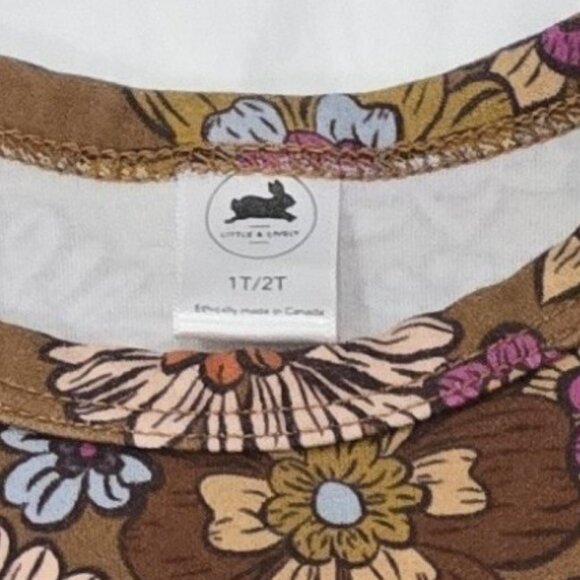 LITTLE & LIVELY
1T/2T
Ethically made in Canada